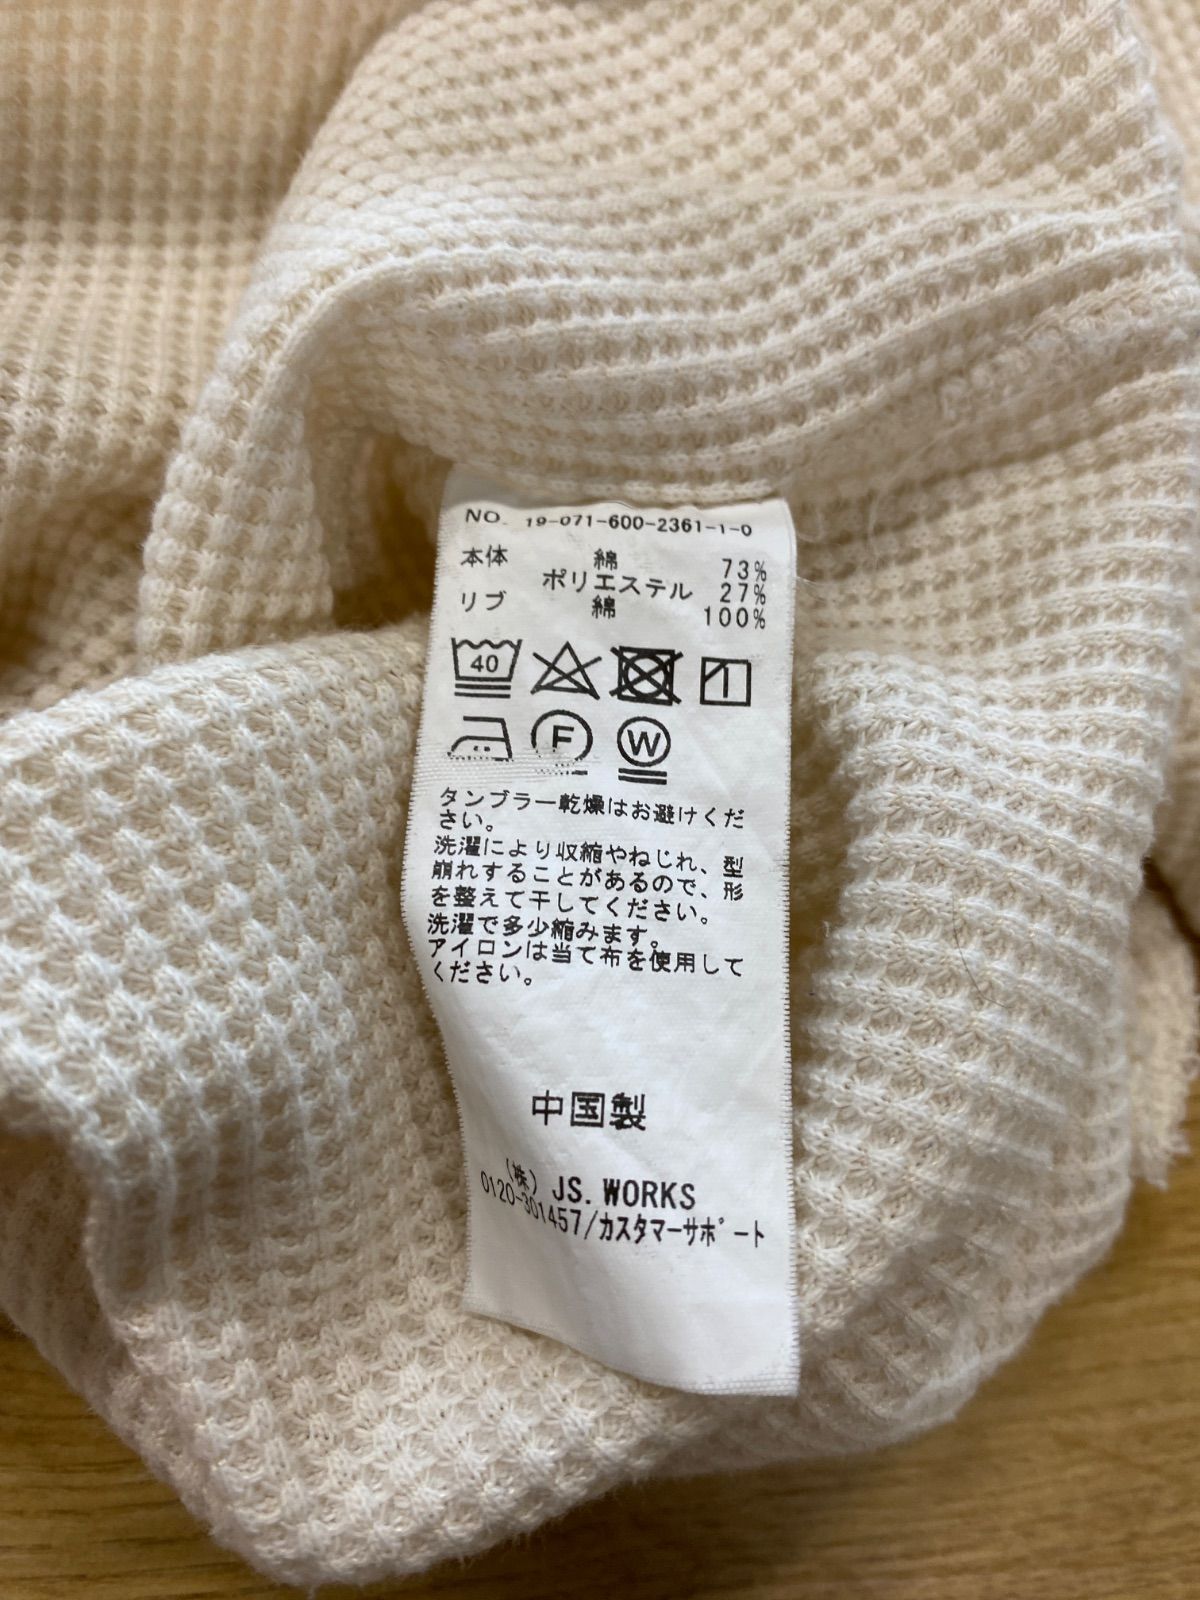 NO. 19-071-600-2361-1-0
本体 綿 73%
ポリエステル 27%
リブ 綿 100%
40
F
W
タンブラー乾燥はお避けくだ
さい。
洗濯により収縮やねじれ、型
崩れすることがあるので、形
を整えて干してください。
洗濯で多少縮みます。
アイロンは当て布を使用して
ください。
中国製
(株) JS. WORKS
0120-301457/カスタマーサポート